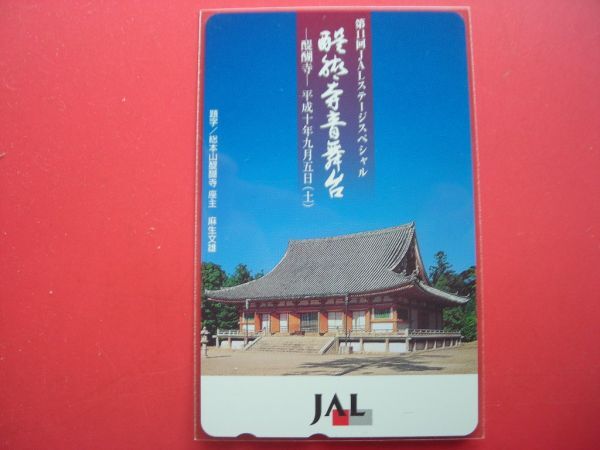 第11回JALステージスペシャル
醍醐寺音舞台
―醍醐寺― 平成十年九月五日(土)
題字/総本山醍醐寺 座主 麻生文雄
JAL